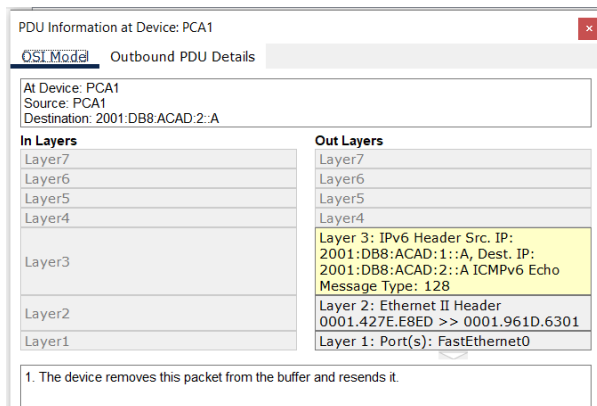 PDU Information at Device: PCA1
×
OSI Model
Outbound PDU Details
At Device: PCA1
Source: PCA1
Destination: 2001:DB8:ACAD:2::A
In Layers
Out Layers
Layer7
Layer7
Layer6
Layer6
Layer5
Layer5
Layer4
Layer4
Layer3
Layer 3: IPv6 Header Src. IP:
2001:DB8:ACAD:1::A, Dest. IP:
2001:DB8:ACAD:2::A ICMPv6 Echo
Message Type: 128
Layer2
Layer 2: Ethernet II Header
0001.427E.E8ED >> 0001.961D.6301
Layer1
Layer 1: Port(s): FastEthernet0
1. The device removes this packet from the buffer and resends it.